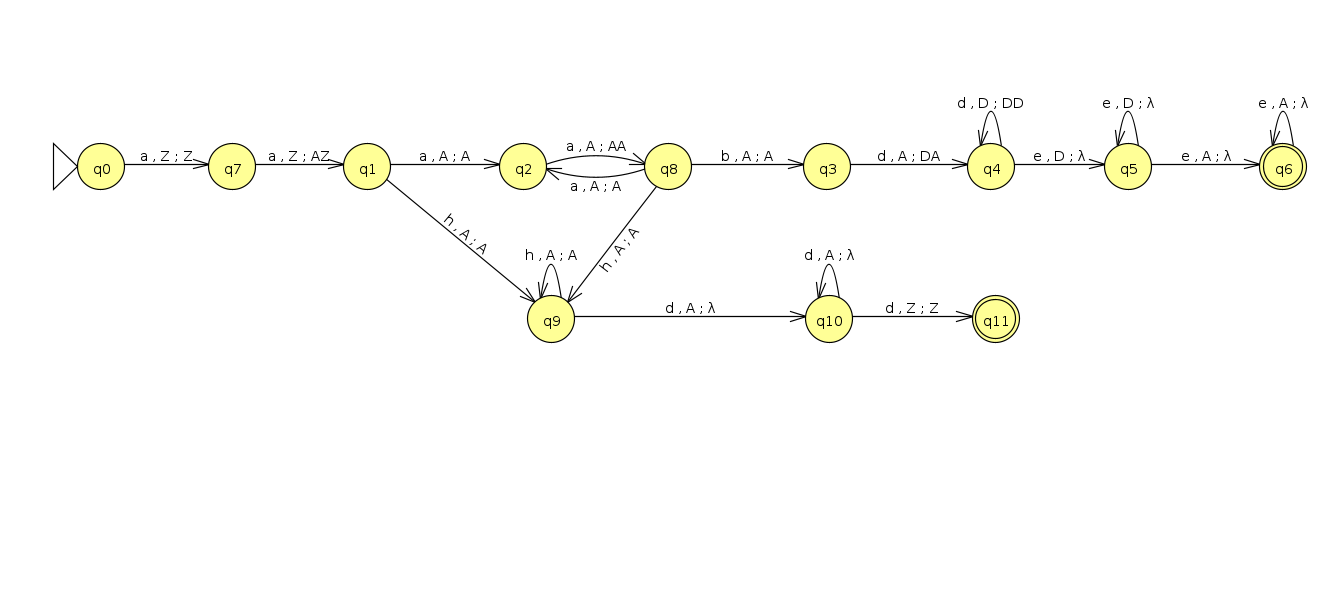 d , D ; DD
e , D ; λ
e , A ; λ
a , A ; AA
q0
a , Z ; Z
q7
a , Z ; AZ
q1
a , A ; A
q2
q8
b , A ; A
q3
d , A ; DA
q4
e , D ; λ
q5
e , A ; λ
q6
a , A ; A
h , A ; A
h , A ; A
h , A ; A
d , A ; λ
q9
d , A ; λ
q10
d , Z ; Z
q11